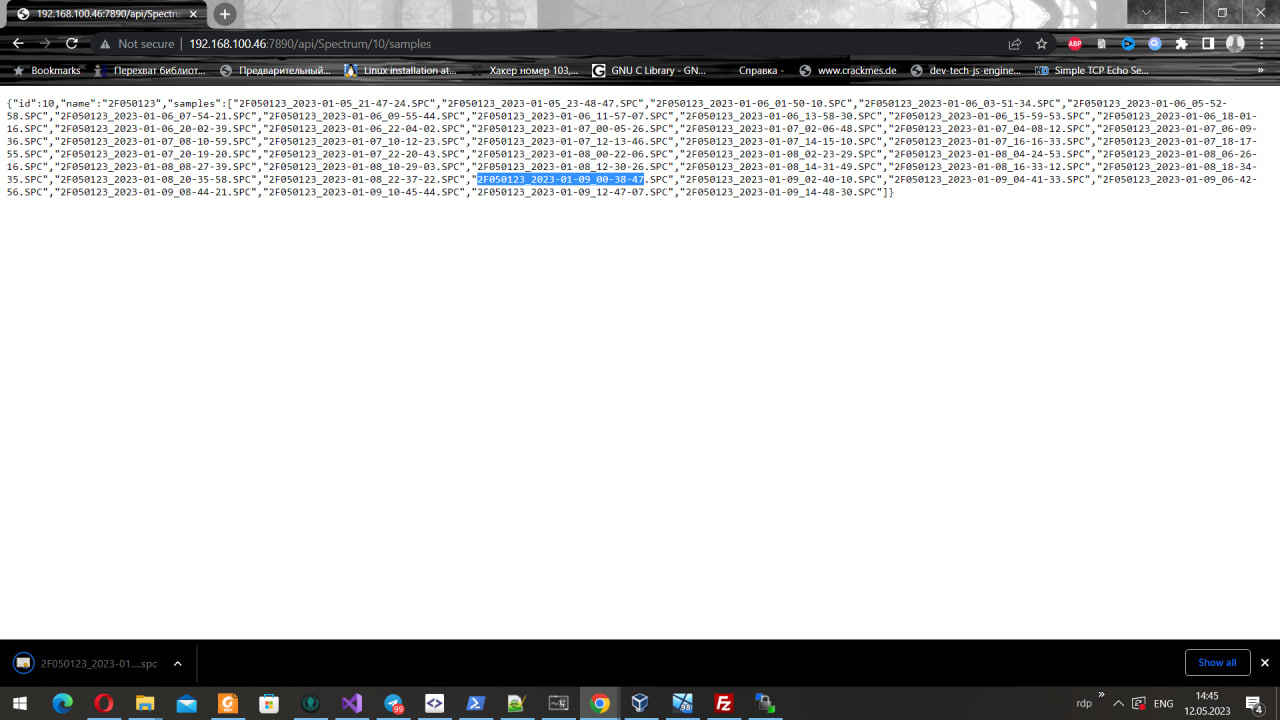 192.168.100.46:7890/api/Spectru
Not secure
192.168.100.46:7890/api/Spectrum/10/samples
ABP
Bookmarks
Перехват библиот...
Предварительный...
Linux installation at...
Хакер номер 103,...
GNU C Library - GN...
Справка -
www.crackmes.de
dev-tech-js-engine...
Simple TCP Echo Se...
»
{"id":10,"name":"2F050123","samples":["2F050123_2023-01-05_21-47-24.SPC","2F050123_2023-01-05_23-48-47.SPC","2F050123_2023-01-06_01-50-10.SPC","2F050123_2023-01-06_03-51-34.SPC","2F050123_2023-01-06_05-52-
58.SPC","2F050123_2023-01-06_07-54-21.SPC","2F050123_2023-01-06_09-55-44.SPC","2F050123_2023-01-06_11-57-07.SPC","2F050123_2023-01-06_13-58-30.SPC","2F050123_2023-01-06_15-59-53.SPC","2F050123_2023-01-06_18-01-
16.SPC","2F050123_2023-01-06_20-02-39.SPC","2F050123_2023-01-06_22-04-02.SPC","2F050123_2023-01-07_00-05-26.SPC","2F050123_2023-01-07_02-06-48.SPC","2F050123_2023-01-07_04-08-12.SPC","2F050123_2023-01-07_06-09-
36.SPC","2F050123_2023-01-07_08-10-59.SPC","2F050123_2023-01-07_10-12-23.SPC","2F050123_2023-01-07_12-13-46.SPC","2F050123_2023-01-07_14-15-10.SPC","2F050123_2023-01-07_16-16-33.SPC","2F050123_2023-01-07_18-17-
55.SPC","2F050123_2023-01-07_20-19-20.SPC","2F050123_2023-01-07_22-20-43.SPC","2F050123_2023-01-08_00-22-06.SPC","2F050123_2023-01-08_02-23-29.SPC","2F050123_2023-01-08_04-24-53.SPC","2F050123_2023-01-08_06-26-
16.SPC","2F050123_2023-01-08_08-27-39.SPC","2F050123_2023-01-08_10-29-03.SPC","2F050123_2023-01-08_12-30-26.SPC","2F050123_2023-01-08_14-31-49.SPC","2F050123_2023-01-08_16-33-12.SPC","2F050123_2023-01-08_18-34-
35.SPC","2F050123_2023-01-08_20-35-58.SPC","2F050123_2023-01-08_22-37-22.SPC","2F050123_2023-01-09_00-38-47.SPC","2F050123_2023-01-09_02-40-10.SPC","2F050123_2023-01-09_04-41-33.SPC","2F050123_2023-01-09_06-42-
56.SPC","2F050123_2023-01-09_08-44-21.SPC","2F050123_2023-01-09_10-45-44.SPC","2F050123_2023-01-09_12-47-07.SPC","2F050123_2023-01-09_14-48-30.SPC"]}
2F050123_2023-01....spc
Show all
99
98
Fz
rdp
»
ENG
14:45
12.05.2023
4